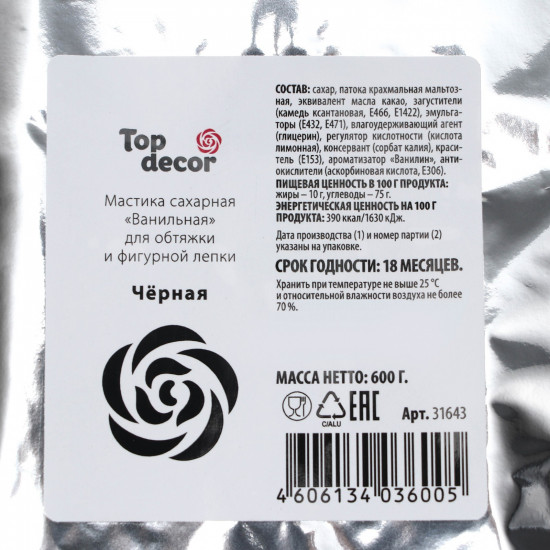 Top
decor
Мастика сахарная
«Ванильная»
для обтяжки
и фигурной лепки
Чёрная
СОСТАВ: сахар, патока крахмальная мальтоз-
ная, эквивалент масла какао, загустители
(камедь ксантановая, Е466, Е1422), эмульга-
торы (Е432, Е471), влагоудерживающий агент
(глицерин), регулятор кислотности (кислота
лимонная), консервант (сорбат калия), краси-
тель (Е153), ароматизатор «Ванилин», анти-
окислители (аскорбиновая кислота, Е306).
ПИЩЕВАЯ ЦЕННОСТЬ В 100 Г ПРОДУКТА:
жиры – 10 г, углеводы – 75 г.
ЭНЕРГЕТИЧЕСКАЯ ЦЕННОСТЬ НА 100 Г
ПРОДУКТА: 390 ккал/1630 кДж.
Дата производства (1) и номер партии (2)
указаны на упаковке.
СРОК ГОДНОСТИ: 18 МЕСЯЦЕВ.
Хранить при температуре не выше 25 °С
и относительной влажности воздуха не более
70 %.
МАССА НЕТТО: 600 Г.
C/ALU
EAC
Арт. 31643
4 606134 036005